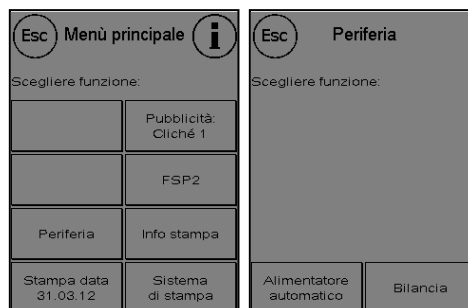 Esc Menù principale i
Scegliere funzione:
Pubblicità:
Cliché 1
FSP2
Periferia
Info stampa
Stampa data
31.03.12
Sistema
di stampa
Esc Periferia
Scegliere funzione:
Alimentatore
automatico
Bilancia